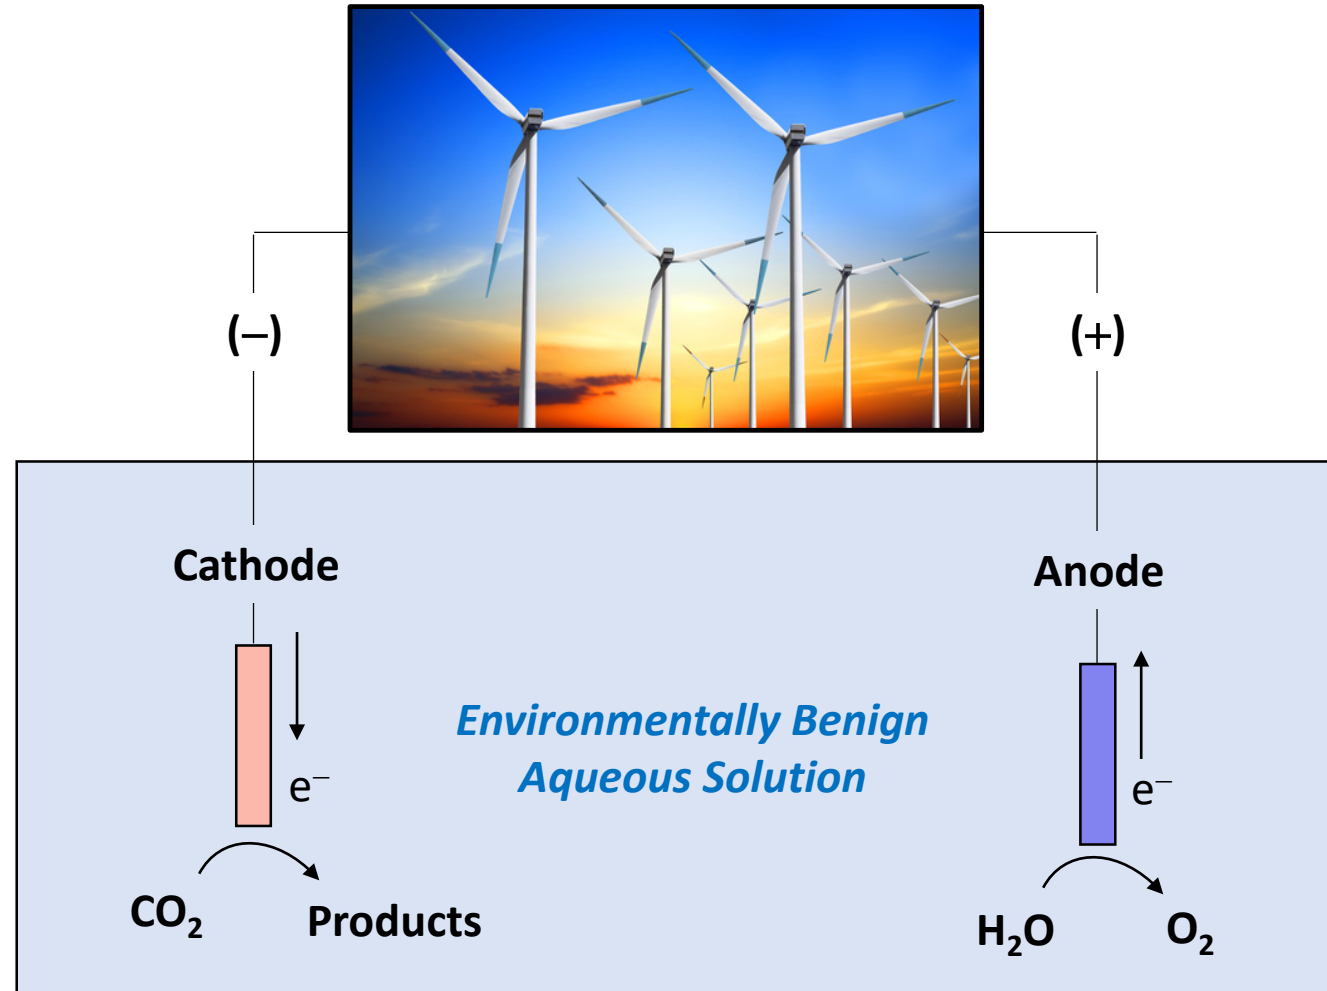 (–)
(+)
Cathode
Anode
Environmentally Benign
Aqueous Solution
e⁻
e⁻
CO₂
Products
H₂O
O₂